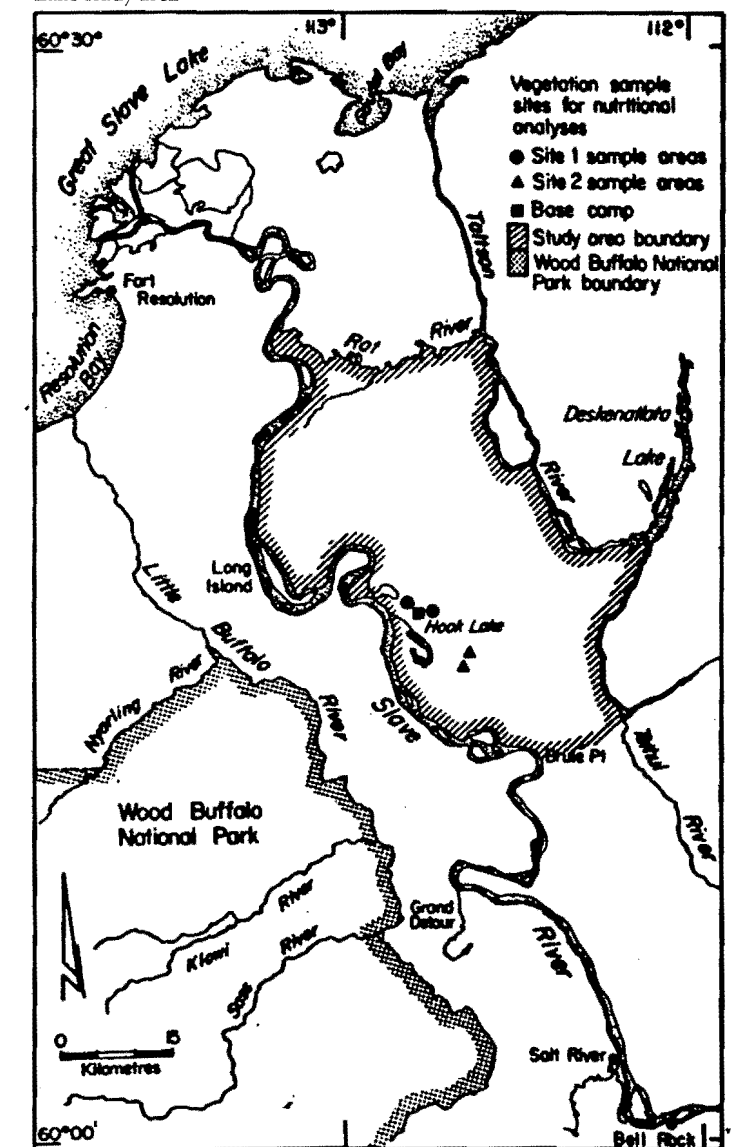 60°30'
113°
112°
Great Slave Lake
Bay
Vegetation sample
sites for nutritional
analyses
Site 1 sample areas
Site 2 sample areas
Base camp
Study area boundary
Wood Buffalo National
Park boundary
Taltson
River
Fort
Resolution
Resolution
Bay
Rat
River
Deskenatlata
Lake
Long
Island
Little
Buffalo
River
Hook Lake
Nyarling
River
Slave
River
Brule Pt
Tethul
River
Wood Buffalo
National Park
Grand
Detour
Klewi
River
River
0 15
Kilometres
Salt River
60°00'
Bell Rock